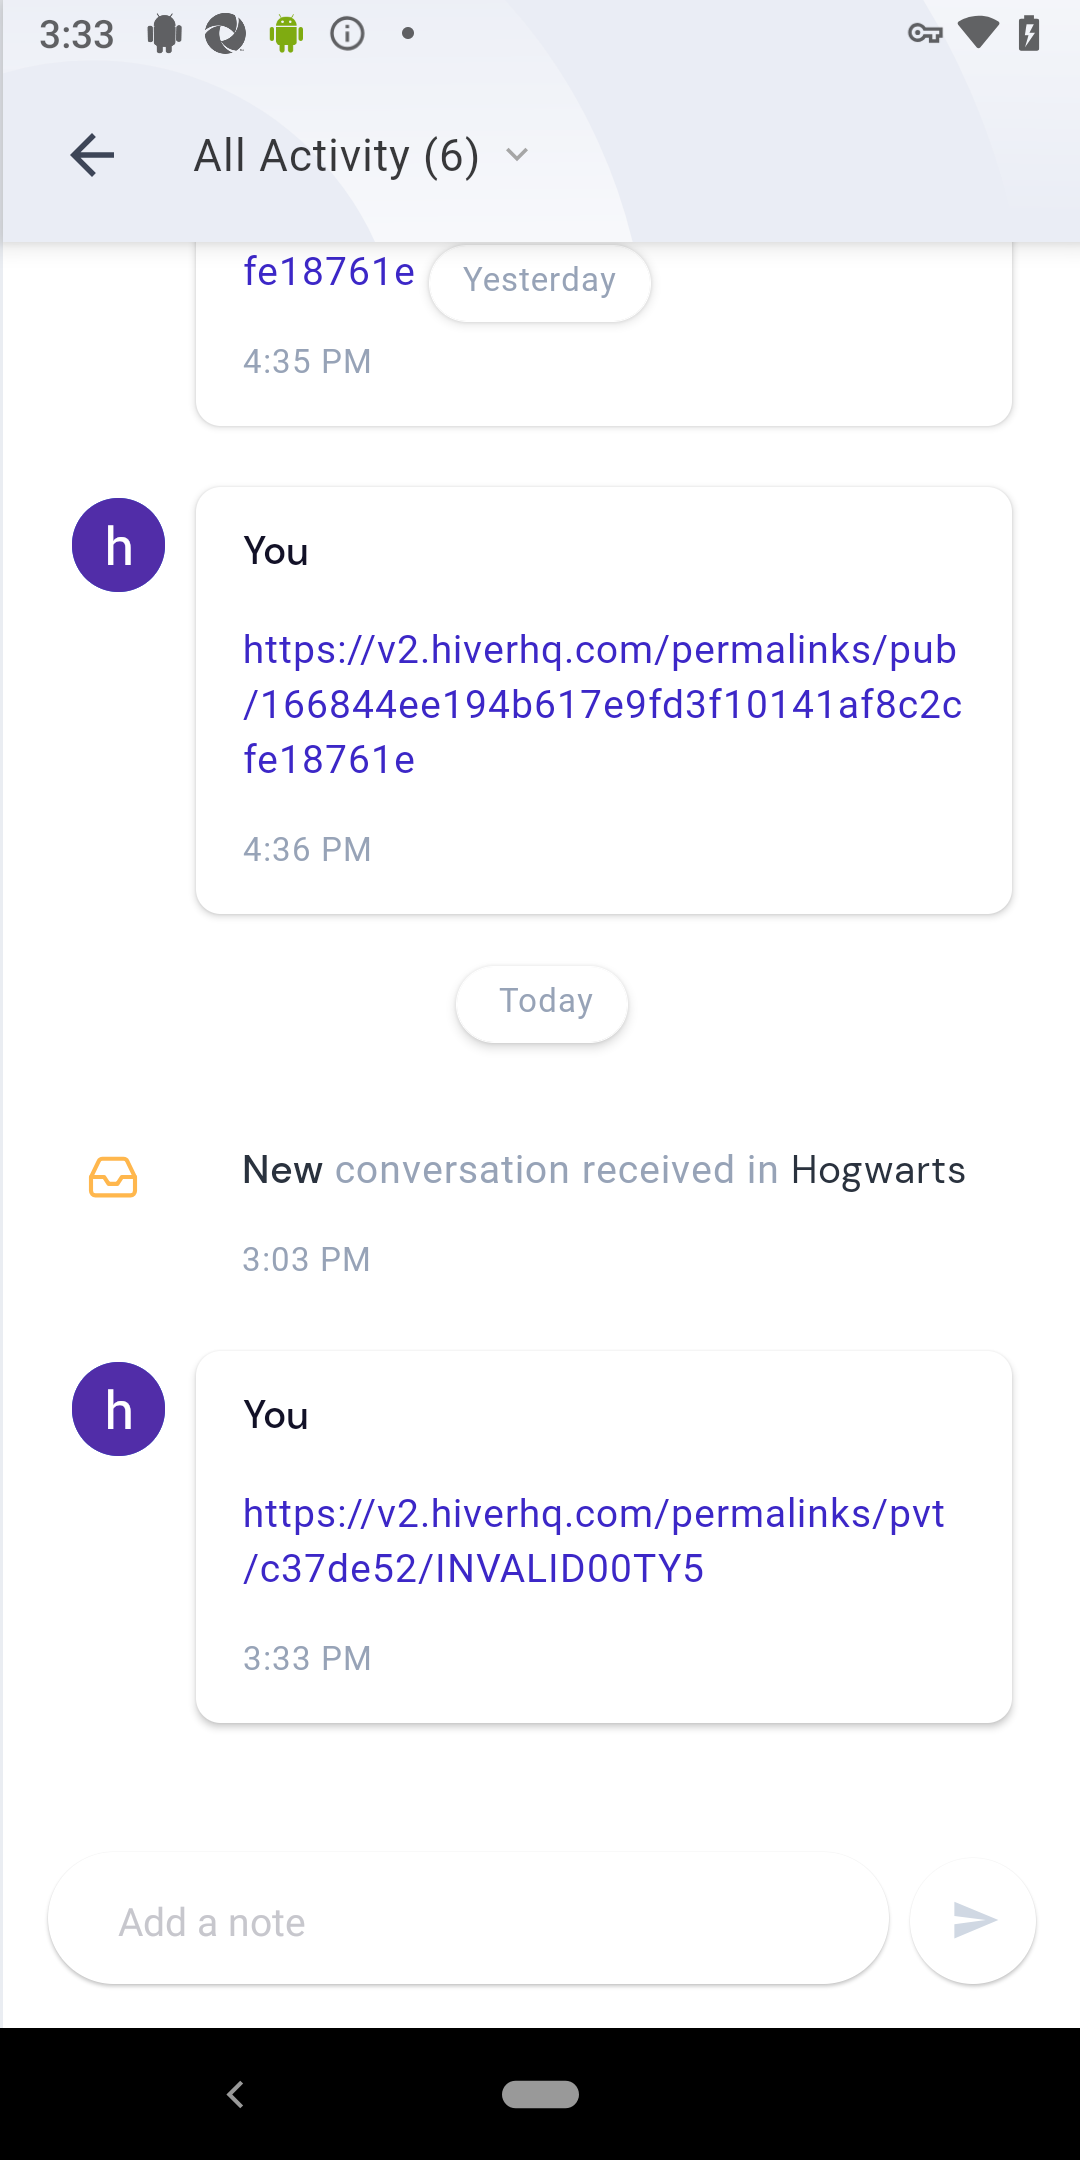 3:33
All Activity (6)
fe18761e
Yesterday
4:35 PM
h
You
https://v2.hiverhq.com/permalinks/pub
/166844ee194b617e9fd3f10141af8c2c
fe18761e
4:36 PM
Today
New conversation received in Hogwarts
3:03 PM
h
You
https://v2.hiverhq.com/permalinks/pvt
/c37de52/INVALID00TY5
3:33 PM
Add a note